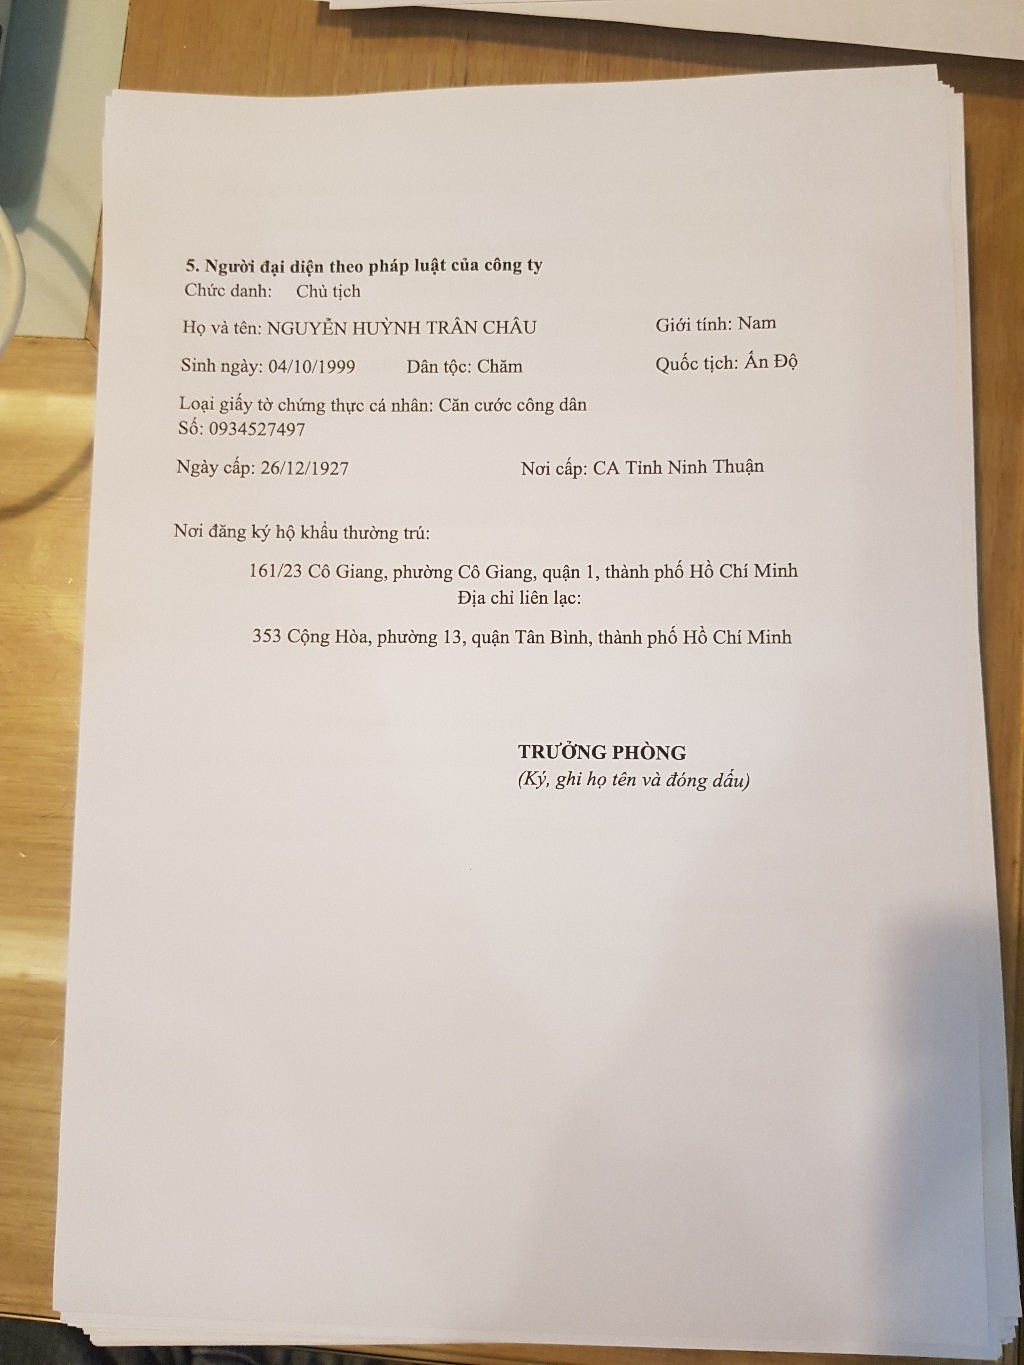 5. Người đại diện theo pháp luật của công ty
Chức danh: Chủ tịch
Họ và tên: NGUYỄN HUỲNH TRÂN CHÂU Giới tính: Nam
Sinh ngày: 04/10/1999 Dân tộc: Chăm Quốc tịch: Ấn Độ
Loại giấy tờ chứng thực cá nhân: Căn cước công dân
Số: 0934527497
Ngày cấp: 26/12/1927 Nơi cấp: CA Tỉnh Ninh Thuận
Nơi đăng ký hộ khẩu thường trú:
161/23 Cô Giang, phường Cô Giang, quận 1, thành phố Hồ Chí Minh
Địa chỉ liên lạc:
353 Cộng Hòa, phường 13, quận Tân Bình, thành phố Hồ Chí Minh
TRƯỞNG PHÒNG
(Ký, ghi họ tên và đóng dấu)